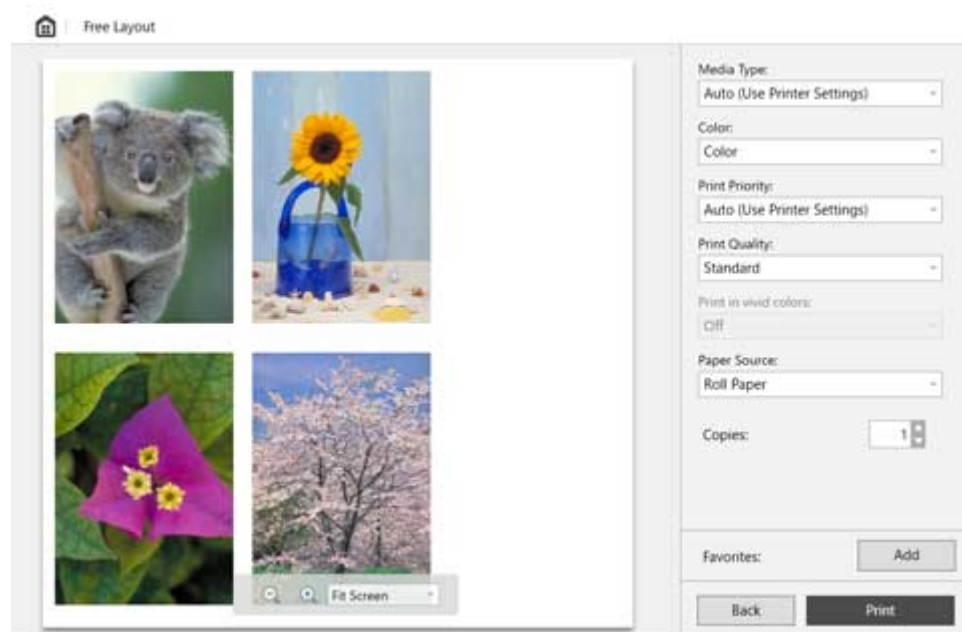 Free Layout
Media Type:
Auto (Use Printer Settings)
Color:
Color
Print Priority:
Auto (Use Printer Settings)
Print Quality:
Standard
Print in vivid colors:
Off
Paper Source:
Roll Paper
Copies: 1
Favorites: Add
Fit Screen
Back Print